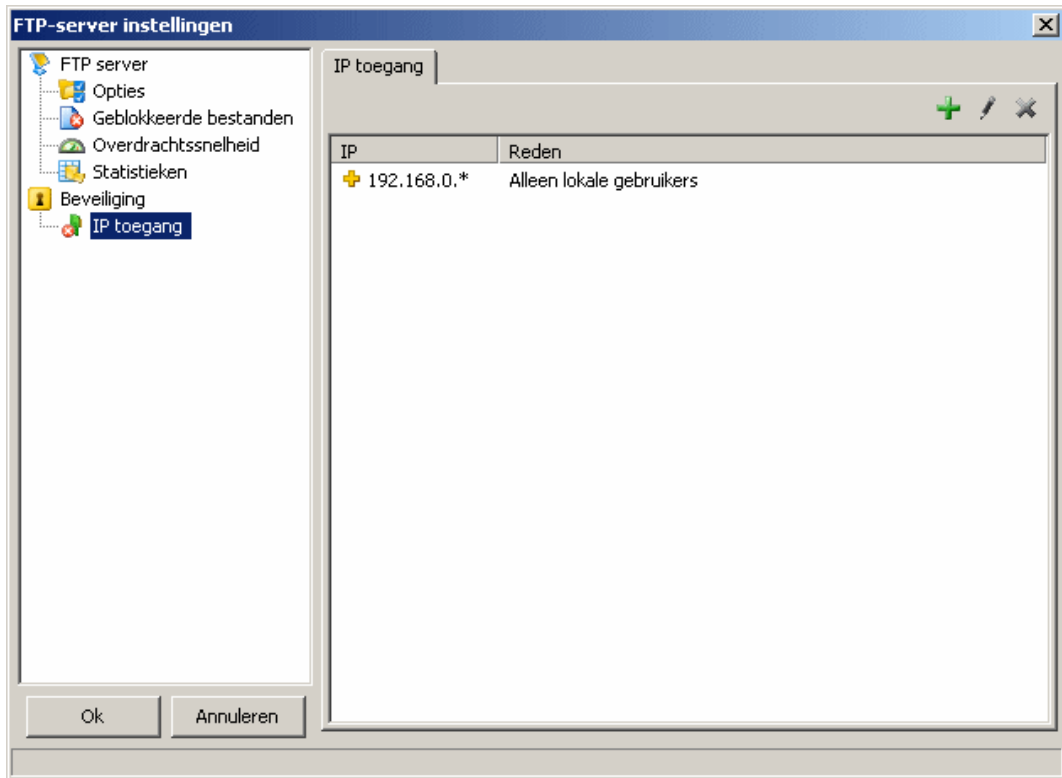 FTP-server instellingen
FTP server
Opties
Geblokkeerde bestanden
Overdrachtssnelheid
Statistieken
Beveiliging
IP toegang
Ok
Annuleren
IP toegang
IP Reden
192.168.0.* Alleen lokale gebruikers